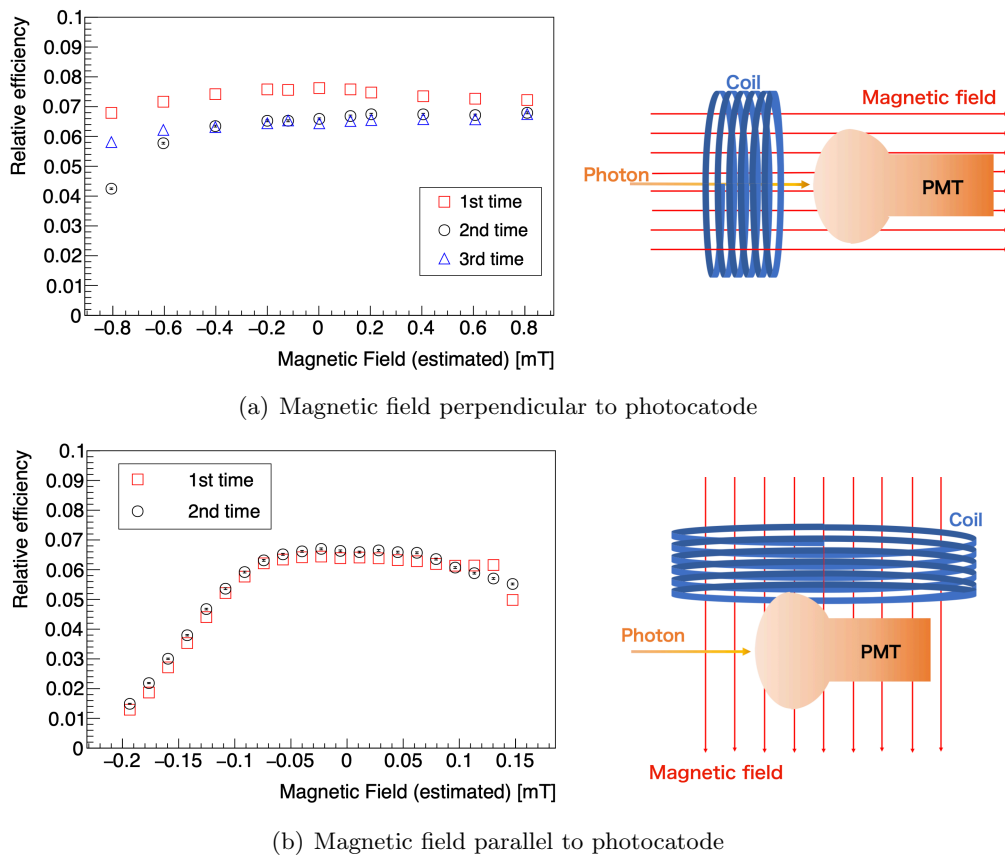 Relative efficiency
0.1
0.09
0.08
0.07
0.06
0.05
0.04
0.03
0.02
0.01
0
1st time
2nd time
3rd time
−0.8 −0.6 −0.4 −0.2 0 0.2 0.4 0.6 0.8
Magnetic Field (estimated) [mT]
Coil
Magnetic field
Photon
PMT
(a) Magnetic field perpendicular to photocatode
Relative efficiency
0.1
0.09
0.08
0.07
0.06
0.05
0.04
0.03
0.02
0.01
0
1st time
2nd time
−0.2 −0.15 −0.1 −0.05 0 0.05 0.1 0.15
Magnetic Field (estimated) [mT]
Coil
Photon
PMT
Magnetic field
(b) Magnetic field parallel to photocatode